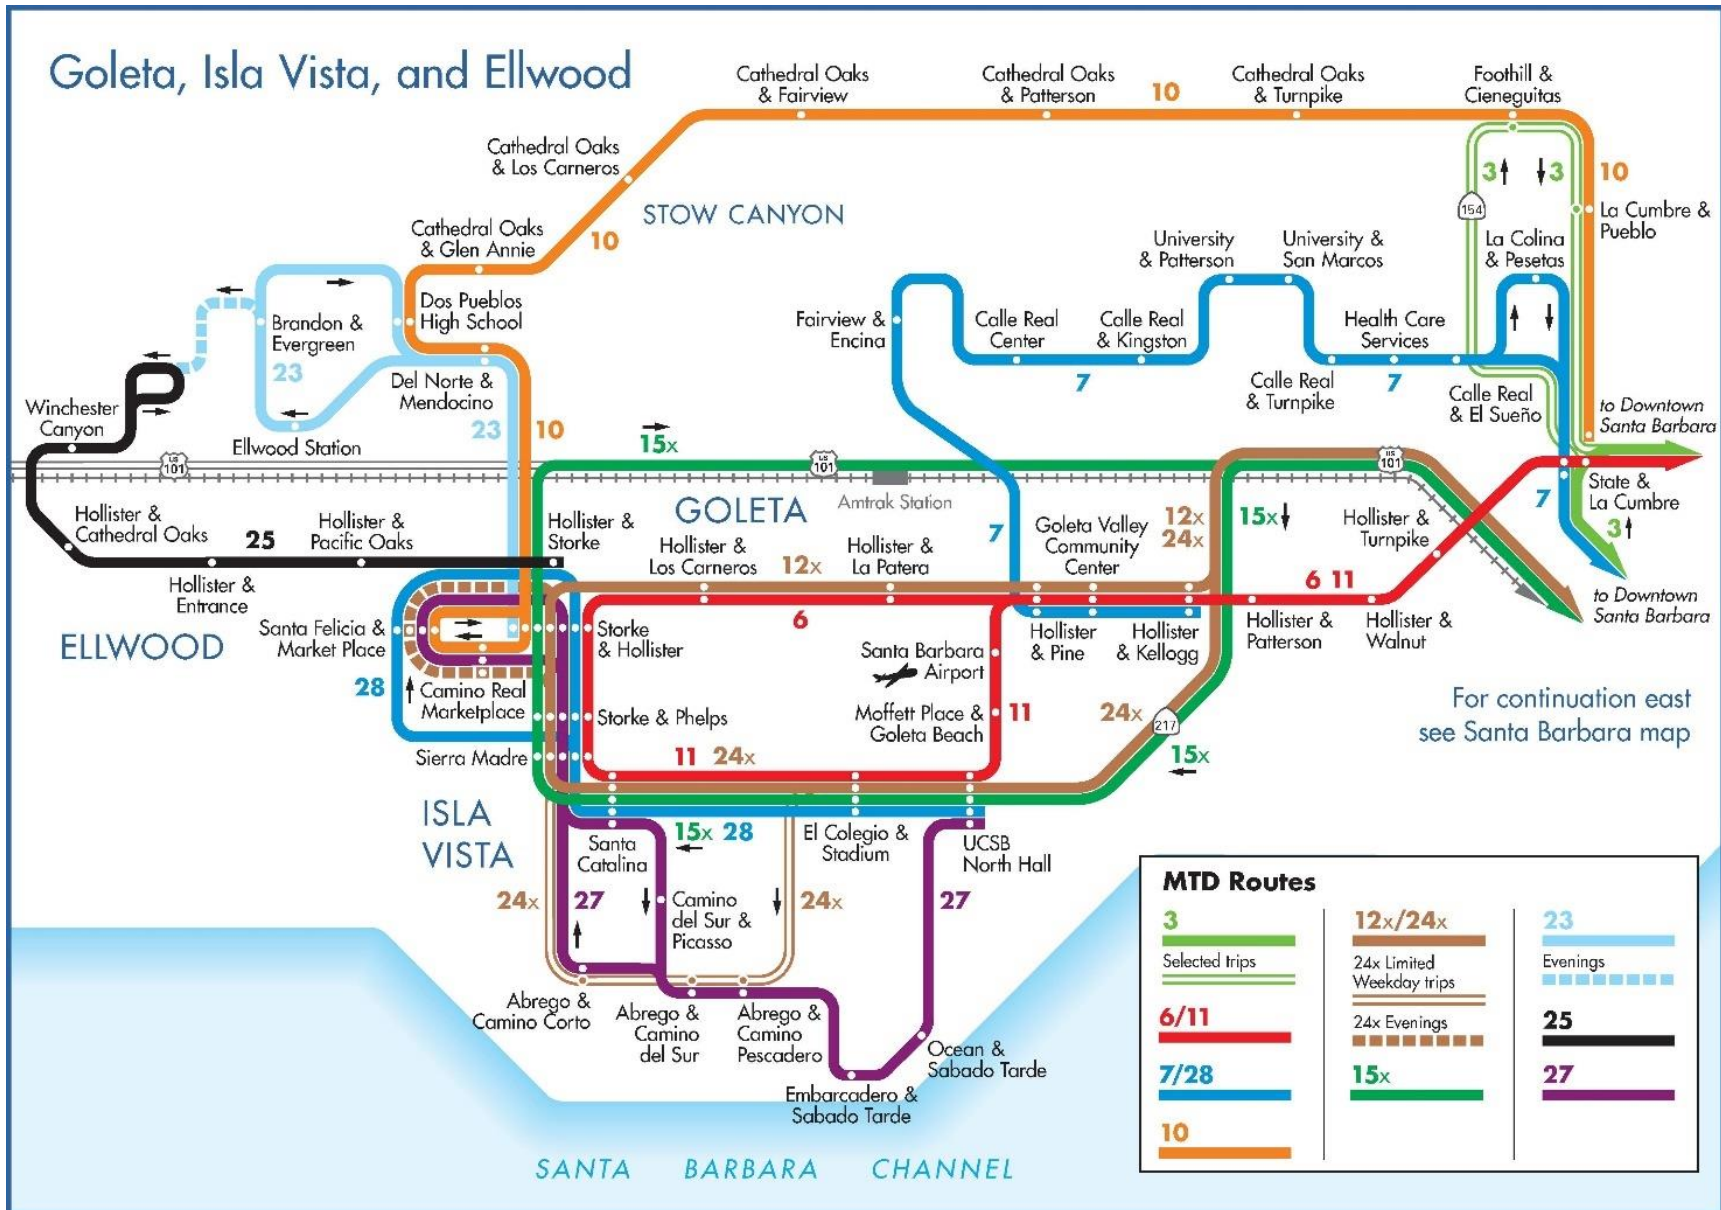 Goleta, Isla Vista, and Ellwood
Cathedral Oaks
& Fairview
Cathedral Oaks
& Patterson
10
Cathedral Oaks
& Turnpike
Foothill &
Cieneguitas
Cathedral Oaks
& Los Carneros
3
3
10
154
La Cumbre &
Pueblo
STOW CANYON
10
Cathedral Oaks
& Glen Annie
University
& Patterson
University &
San Marcos
La Colina
& Pesetas
Dos Pueblos
High School
Brandon &
Evergreen
23
Fairview &
Encina
Calle Real
Center
Calle Real
& Kingston
Health Care
Services
7
7
Calle Real
& Turnpike
Calle Real
& El Sueño
Del Norte &
Mendocino
23
10
Winchester
Canyon
Ellwood Station
to Downtown
Santa Barbara
15x
US
101
US
101
US
101
Amtrak Station
GOLETA
State &
La Cumbre
7
3
Hollister &
Cathedral Oaks
25
Hollister &
Pacific Oaks
Hollister &
Storke
Hollister &
Los Carneros
12x
Hollister &
La Patera
7
Goleta Valley
Community
Center
12x
24x
15x
Hollister &
Turnpike
Hollister &
Entrance
6
6 11
to Downtown
Santa Barbara
ELLWOOD
Santa Felicia &
Market Place
Storke
& Hollister
Santa Barbara
Airport
Hollister
& Pine
Hollister
& Kellogg
Hollister &
Patterson
Hollister &
Walnut
28
Camino Real
Marketplace
Storke & Phelps
Moffett Place &
Goleta Beach
11
24x
217
For continuation east
see Santa Barbara map
Sierra Madre
11 24x
15x
ISLA
VISTA
Santa
Catalina
15x 28
El Colegio &
Stadium
UCSB
North Hall
24x
27
Camino
del Sur &
Picasso
24x
27
Abrego &
Camino Corto
Abrego &
Camino
del Sur
Abrego &
Camino
Pescadero
Ocean &
Sabado Tarde
Embarcadero &
Sabado Tarde
SANTA BARBARA CHANNEL
MTD Routes
3
Selected trips
6/11
7/28
10
12x/24x
24x Limited
Weekday trips
24x Evenings
15x
23
Evenings
25
27